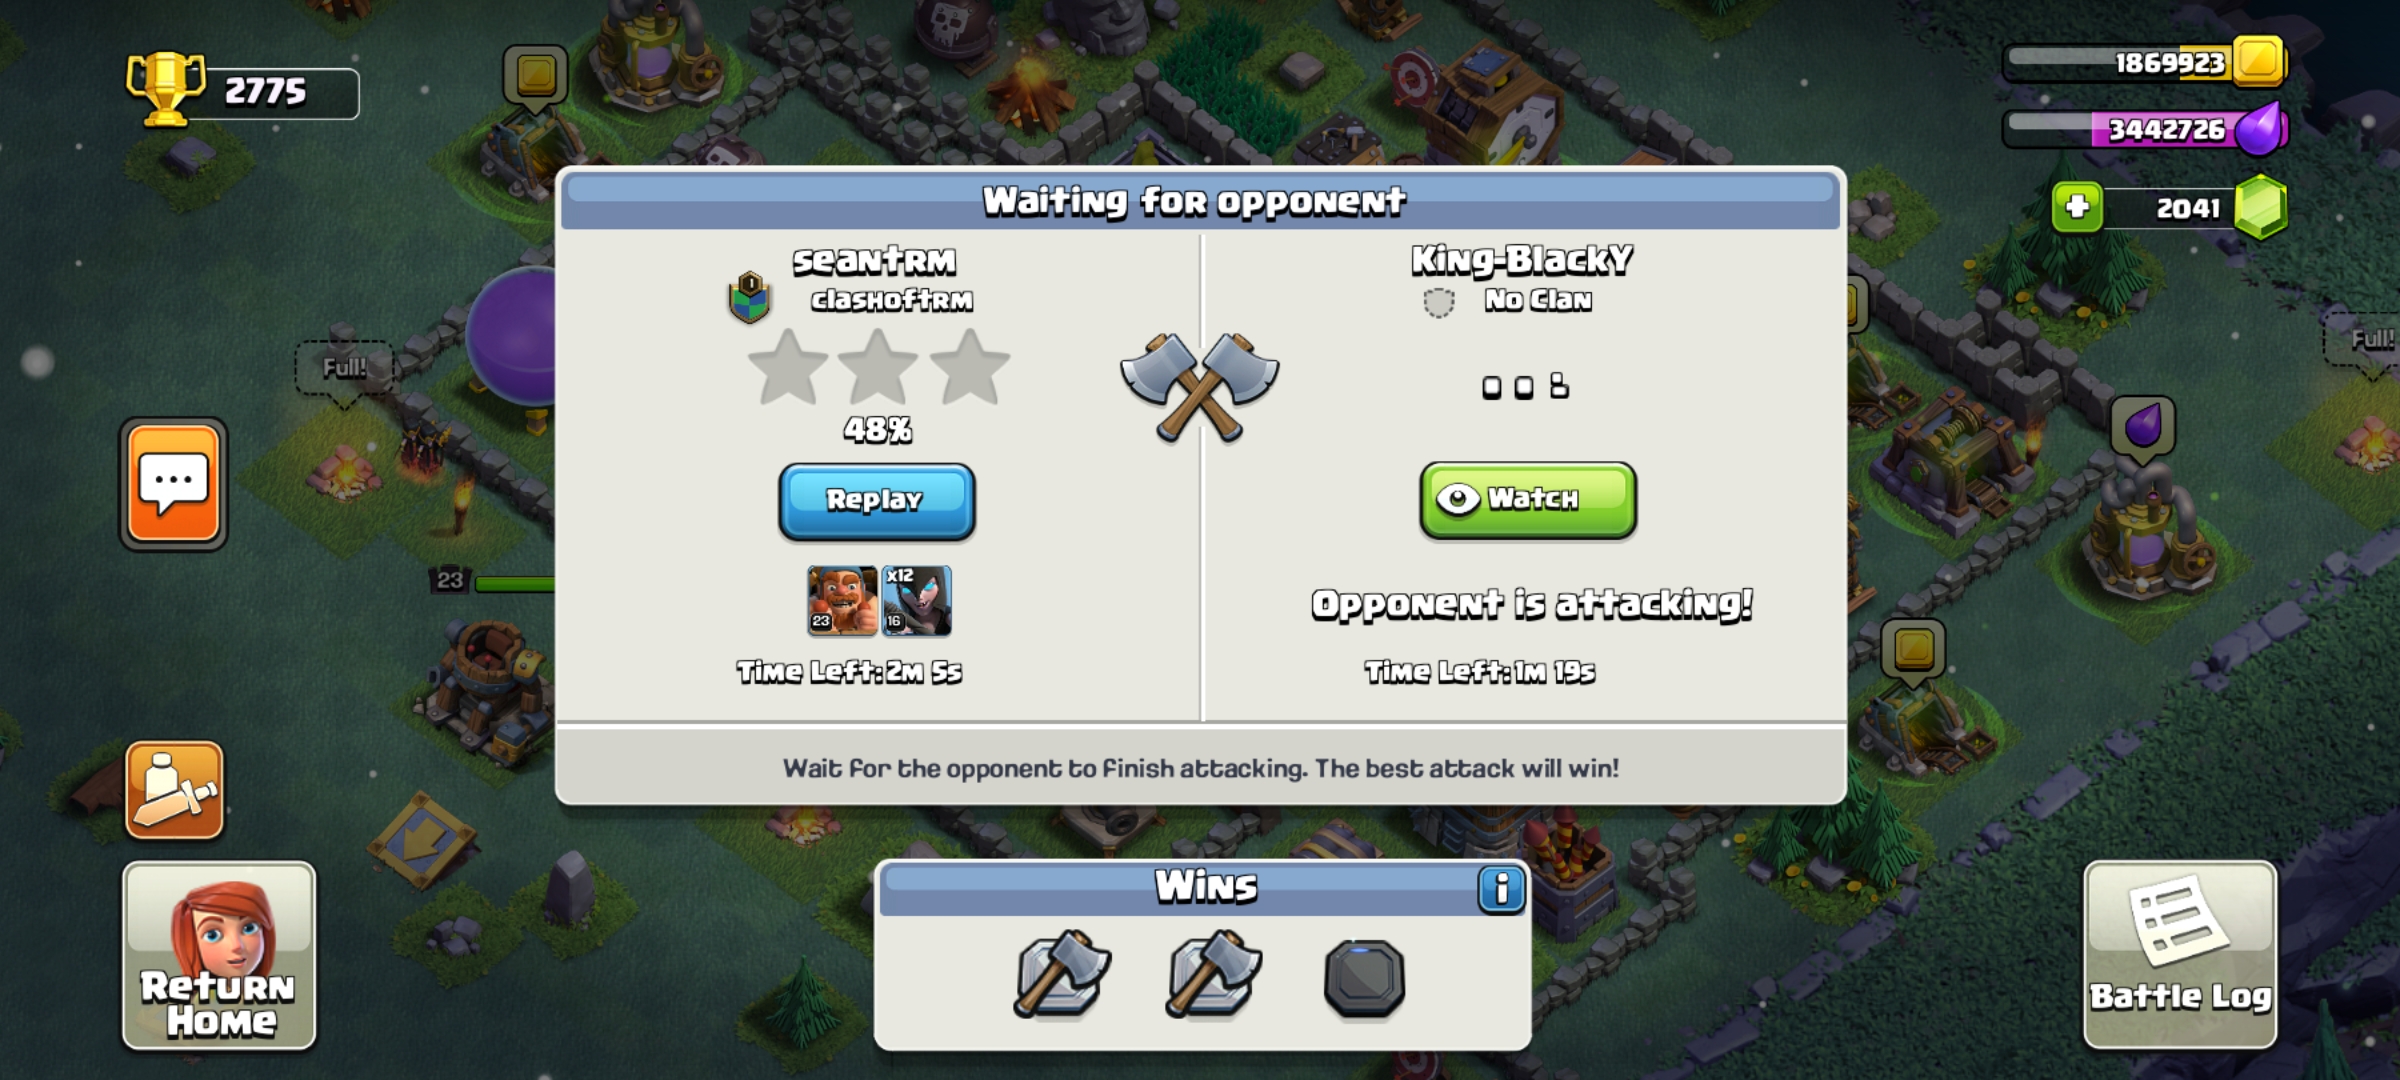 2775
1869923
3442726
2041
Waiting for opponent
seantrm
clashoftrm
48%
Replay
x12
23
16
Time Left: 2m 5s
King-BlackY
No Clan
Watch
Opponent is attacking!
Time Left: 1m 19s
Wait for the opponent to finish attacking. The best attack will win!
Full!
Full!
23
Wins
i
Return
Home
Battle Log